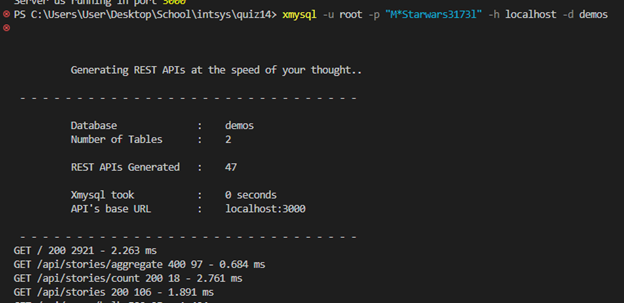 Server us running in port 3000
PS C:\Users\User\Desktop\School\intsys\quiz14> xmysql -u root -p "M*Starwars3173l" -h localhost -d demos
Generating REST APIs at the speed of your thought..
- - - - - - - - - - - - - - - - - - - - - - - - - - - - - - -
Database : demos
Number of Tables : 2
REST APIs Generated : 47
Xmysql took : 0 seconds
API's base URL : localhost:3000
- - - - - - - - - - - - - - - - - - - - - - - - - - - - - - -
GET / 200 2921 - 2.263 ms
GET /api/stories/aggregate 400 97 - 0.684 ms
GET /api/stories/count 200 18 - 2.761 ms
GET /api/stories 200 106 - 1.891 ms